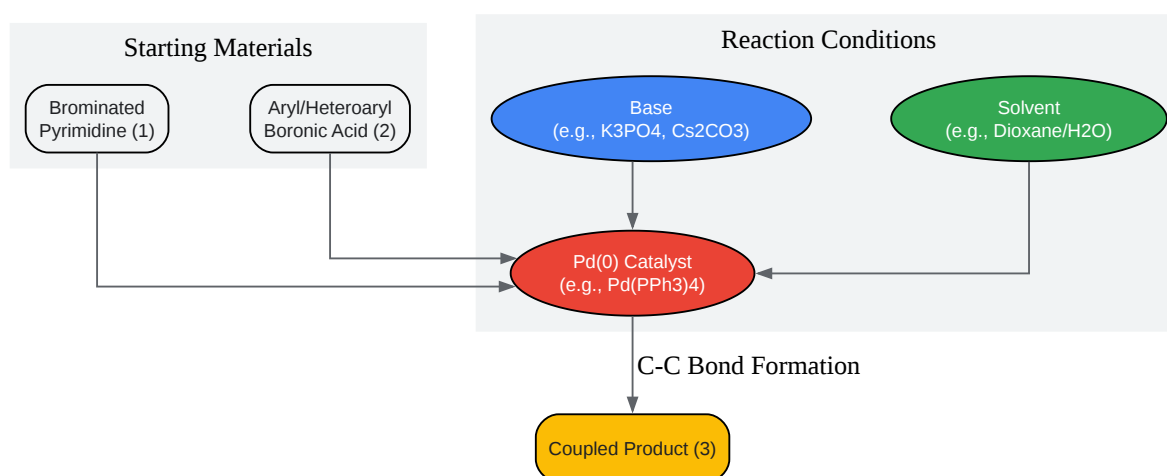 Starting Materials
Brominated
Pyrimidine (1)
Aryl/Heteroaryl
Boronic Acid (2)
Reaction Conditions
Base
(e.g., K3PO4, Cs2CO3)
Solvent
(e.g., Dioxane/H2O)
Pd(0) Catalyst
(e.g., Pd(PPh3)4)
C-C Bond Formation
Coupled Product (3)